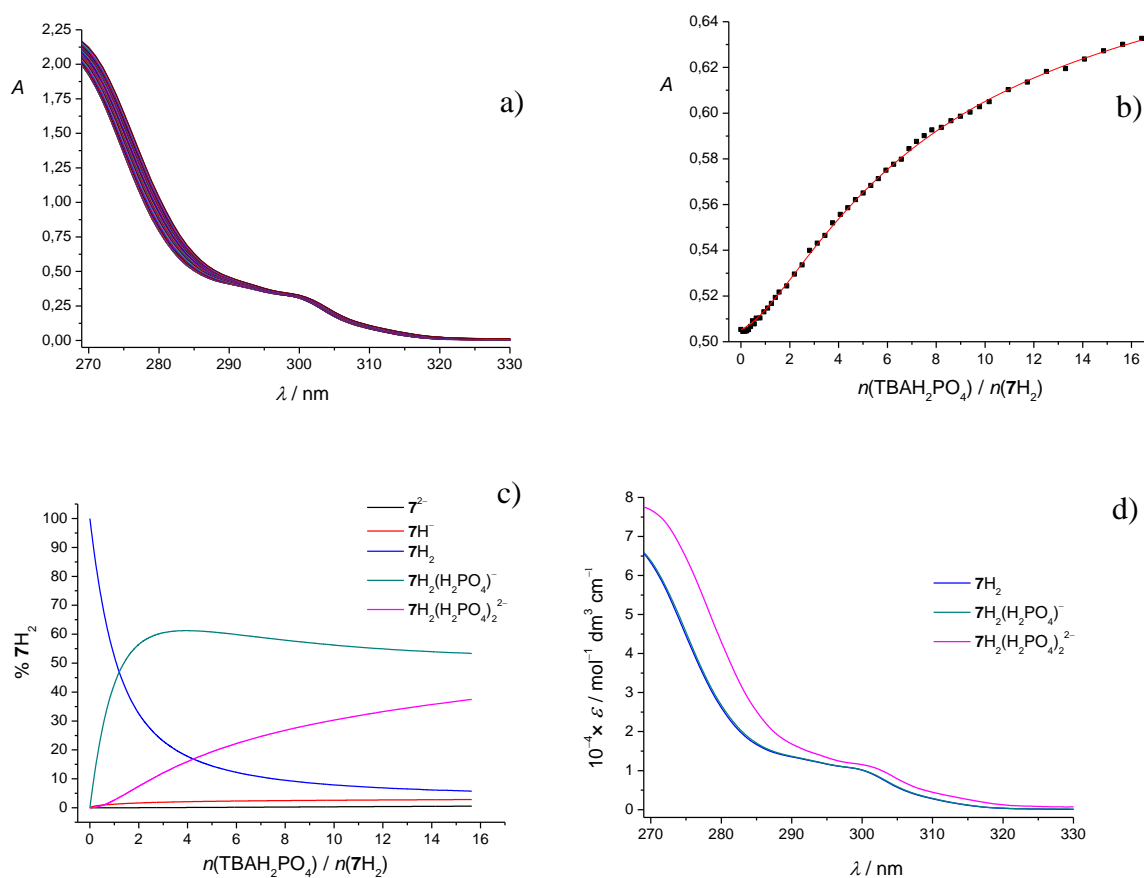 a)
A
2,25
2,00
1,75
1,50
1,25
1,00
0,75
0,50
0,25
0,00
270 280 290 300 310 320 330
λ / nm
b)
A
0,64
0,62
0,60
0,58
0,56
0,54
0,52
0,50
0 2 4 6 8 10 12 14 16
n(TBAH₂PO₄) / n(7H₂)
c)
% 7H₂
100
90
80
70
60
50
40
30
20
10
0
0 2 4 6 8 10 12 14 16
n(TBAH₂PO₄) / n(7H₂)
7²⁻
7H⁻
7H₂
7H₂(H₂PO₄)⁻
7H₂(H₂PO₄)₂²⁻
d)
10⁻⁴× ε / mol⁻¹ dm³ cm⁻¹
8
7
6
5
4
3
2
1
0
270 280 290 300 310 320 330
λ / nm
7H₂
7H₂(H₂PO₄)⁻
7H₂(H₂PO₄)₂²⁻